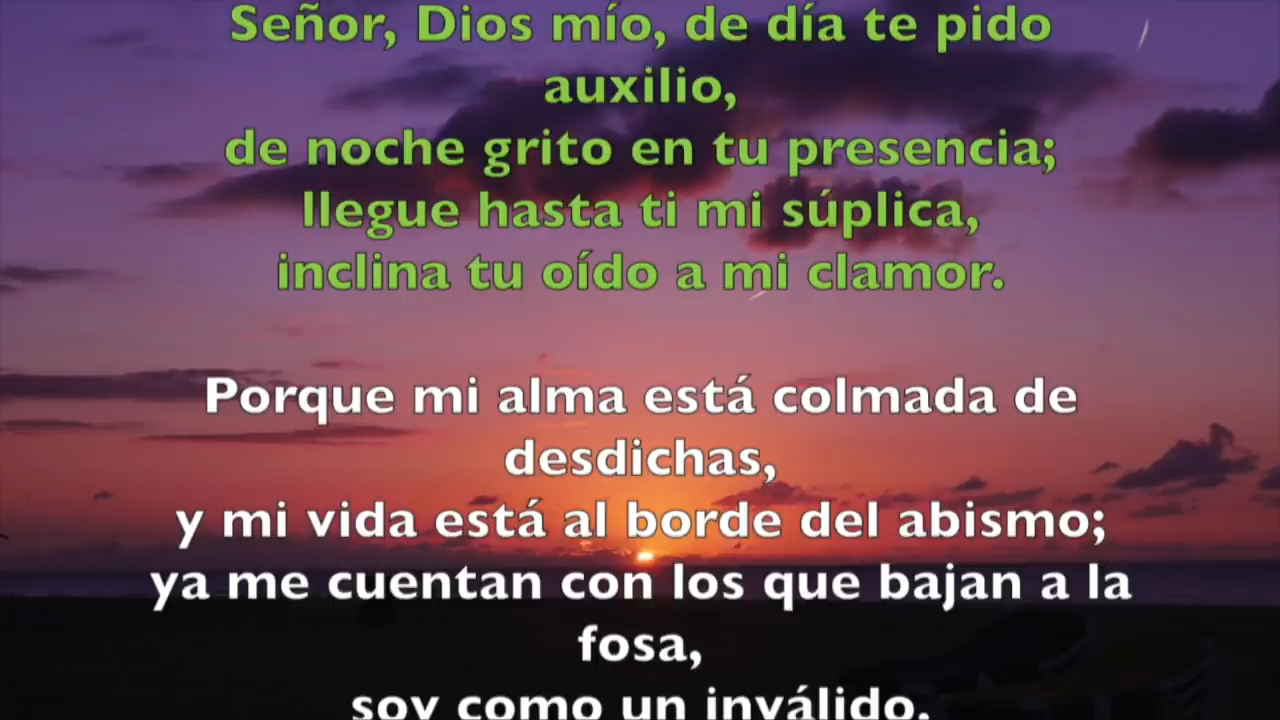 Señor, Dios mío, de día te pido
auxilio,
de noche grito en tu presencia;
llegue hasta ti mi súplica,
inclina tu oído a mi clamor.
Porque mi alma está colmada de
desdichas,
y mi vida está al borde del abismo;
ya me cuentan con los que bajan a la
fosa,
soy como un inválido.